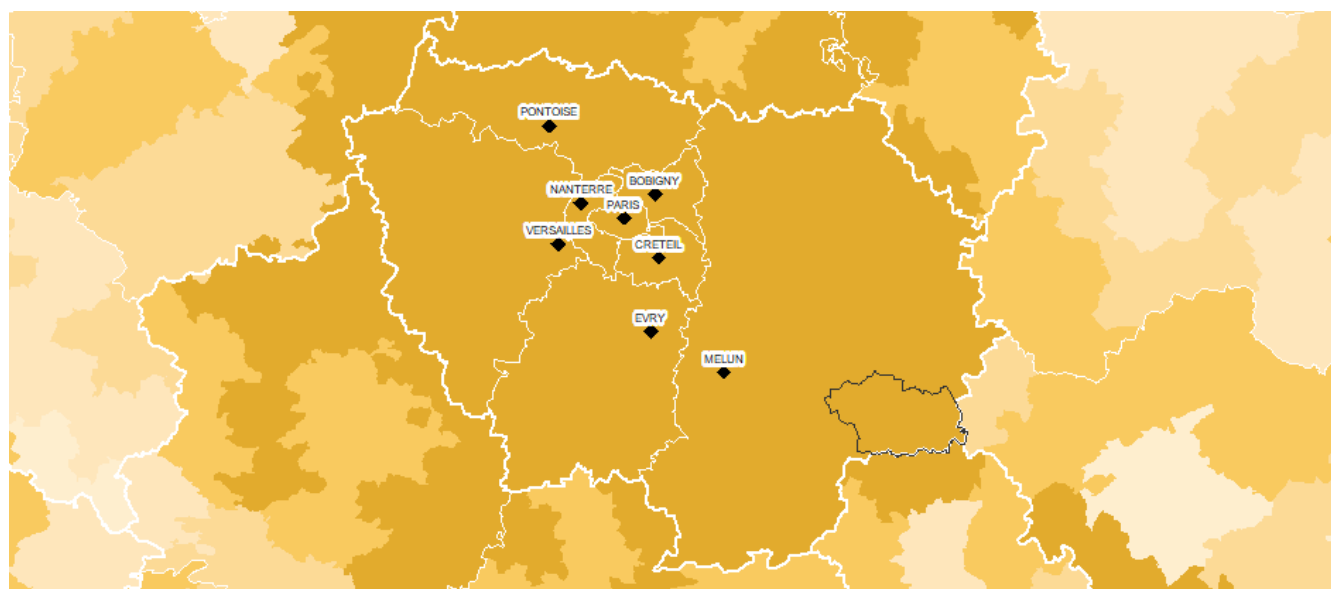 PONTOISE
BOBIGNY
NANTERRE
PARIS
VERSAILLES
CRETEIL
EVRY
MELUN